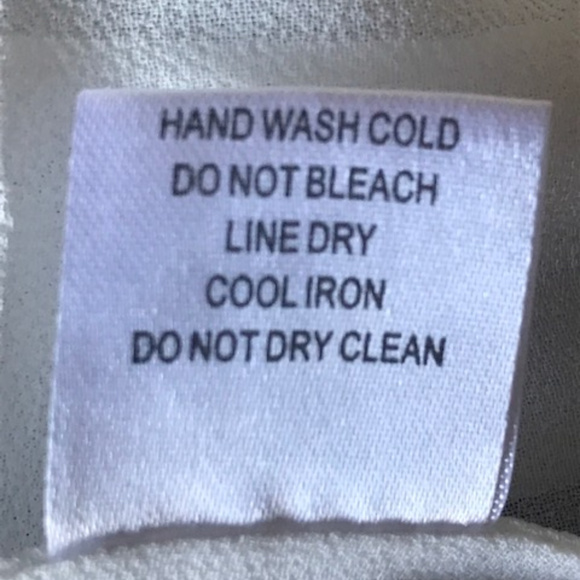 HAND WASH COLD
DO NOT BLEACH
LINE DRY
COOL IRON
DO NOT DRY CLEAN